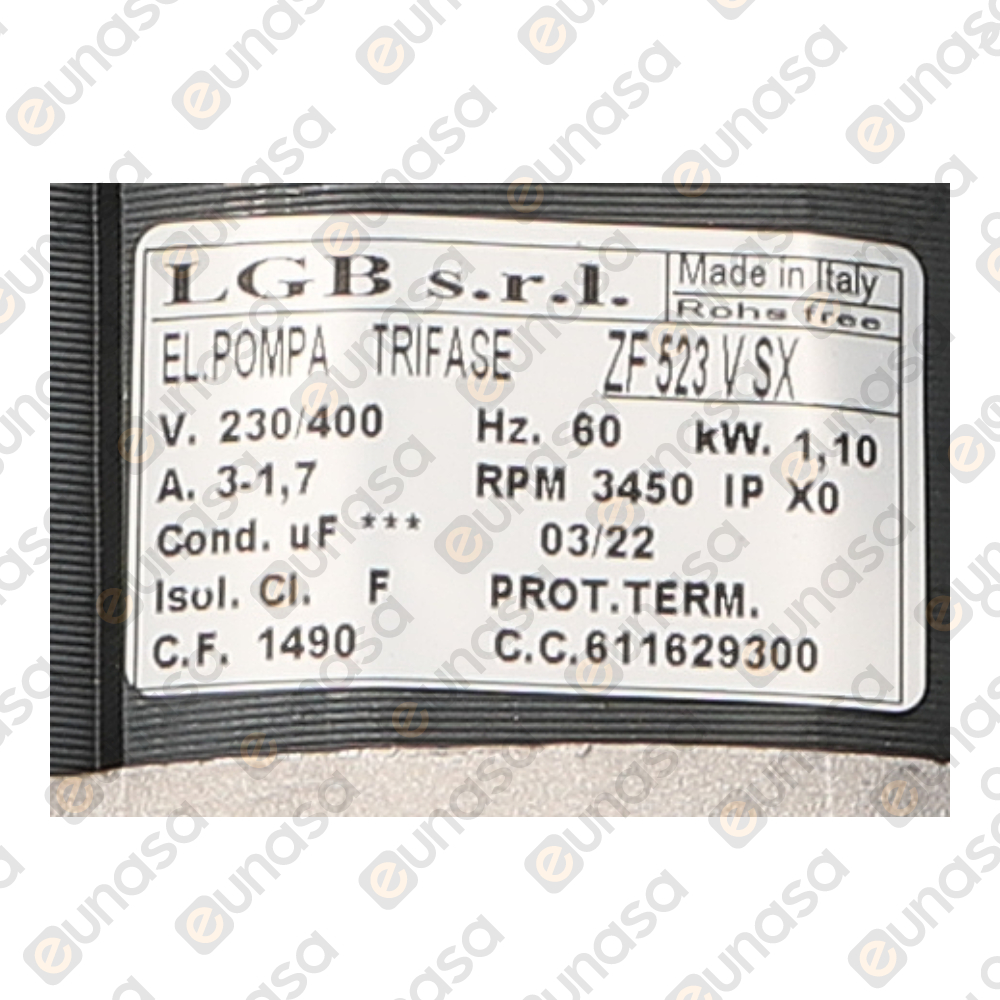 LGB s.r.l. Made in Italy
Rohs free
EL.POMPA TRIFASE ZF 523 V SX
V. 230/400 Hz. 60 kW. 1,10
A. 3-1,7 RPM 3450 IP X0
Cond. uF *** 03/22
Isol. Cl. F PROT.TERM.
C.F. 1490 C.C.611629300
eunasa